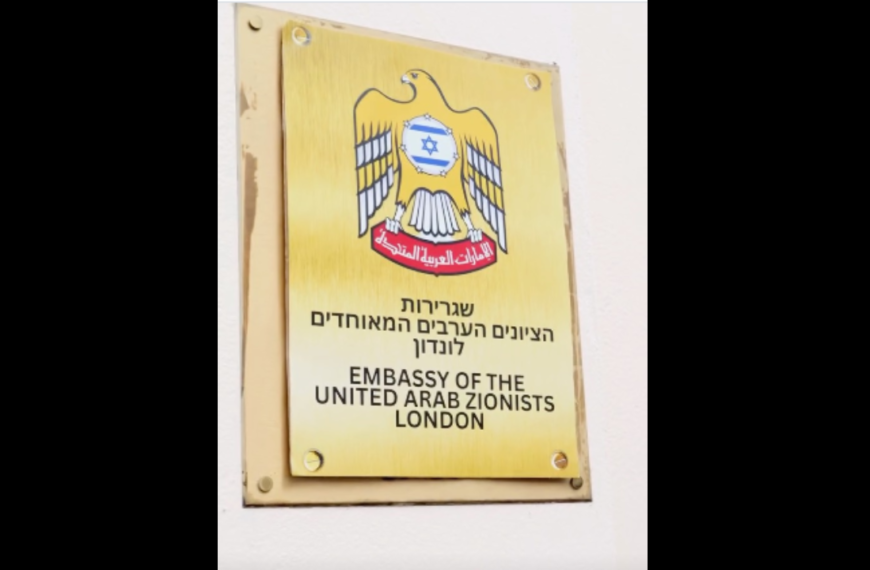 الإمارات العربية المتحدة
שגרירות
הציונים הערבים המאוחדים
לונדון
EMBASSY OF THE
UNITED ARAB ZIONISTS
LONDON